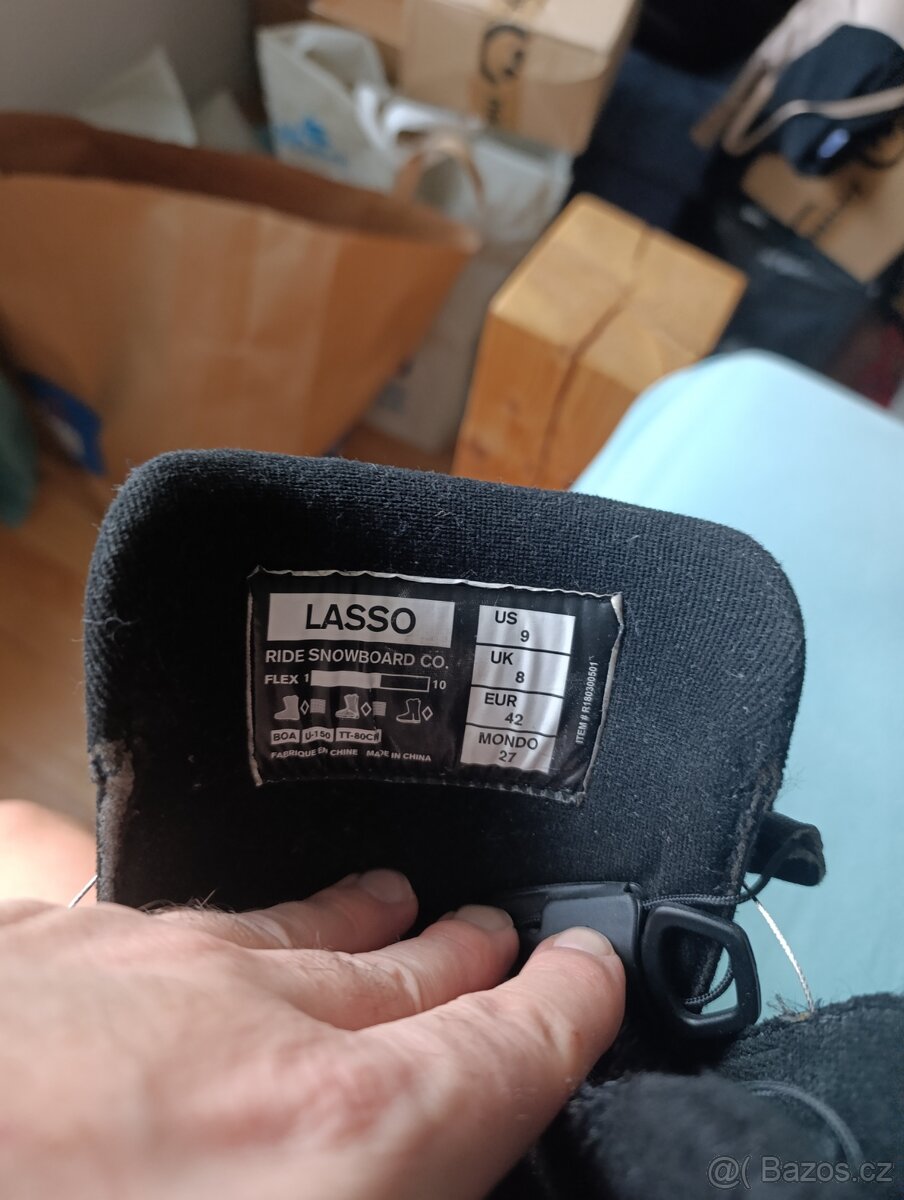 LASSO
RIDE SNOWBOARD CO.
FLEX 1 10
BOA U-150 TT-80CM
FABRIQUE EN CHINE MADE IN CHINA
US
9
UK
8
EUR
42
MONDO
27
ITEM # R180300501
@( Bazos.cz